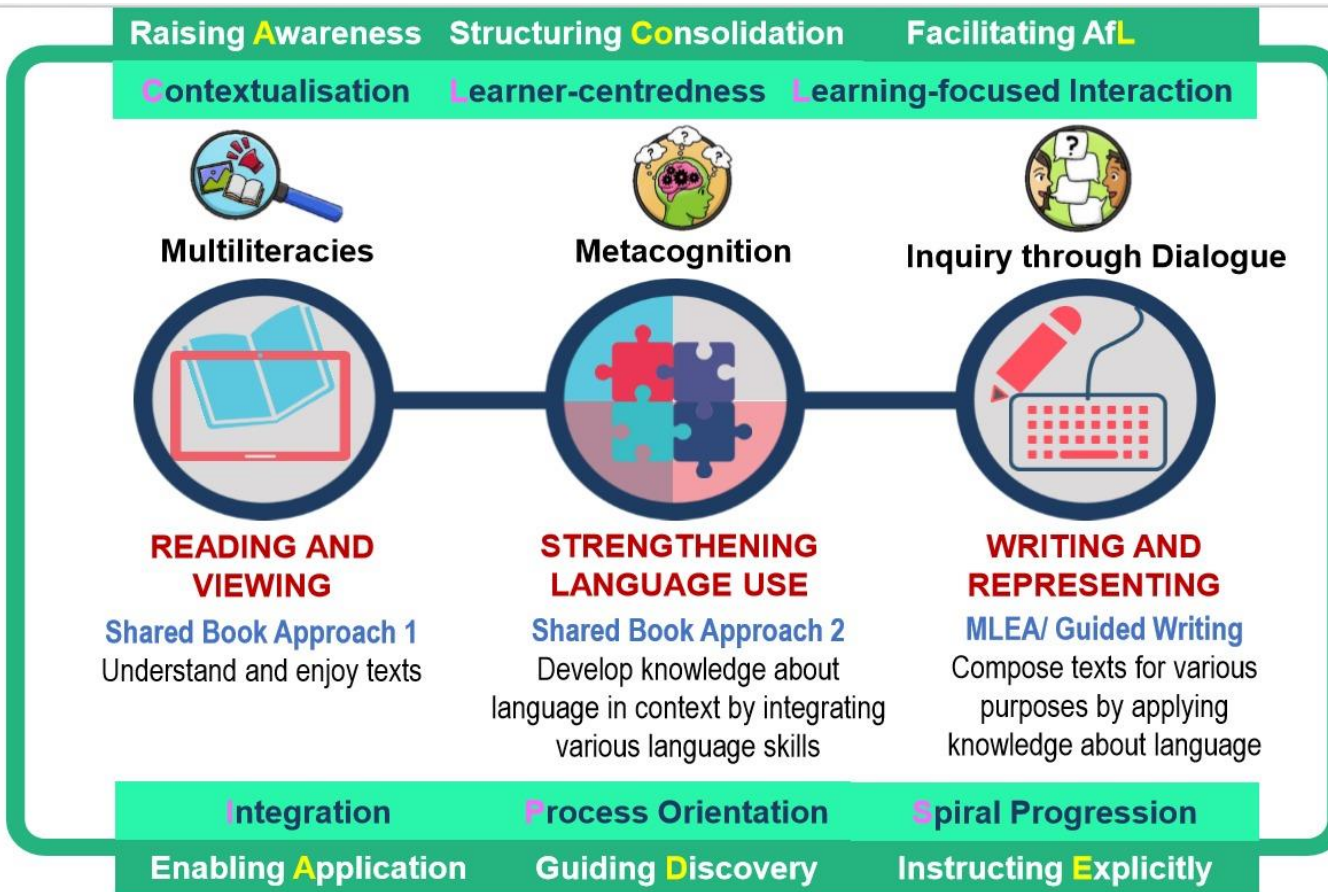 Raising Awareness Structuring Consolidation Facilitating AfL
Contextualisation Learner-centredness Learning-focused Interaction
? ? ? ?
Multiliteracies
Metacognition
Inquiry through Dialogue
READING AND
VIEWING
Shared Book Approach 1
Understand and enjoy texts
STRENGTHENING
LANGUAGE USE
Shared Book Approach 2
Develop knowledge about
language in context by integrating
various language skills
WRITING AND
REPRESENTING
MLEA/ Guided Writing
Compose texts for various
purposes by applying
knowledge about language
Integration Process Orientation Spiral Progression
Enabling Application Guiding Discovery Instructing Explicitly